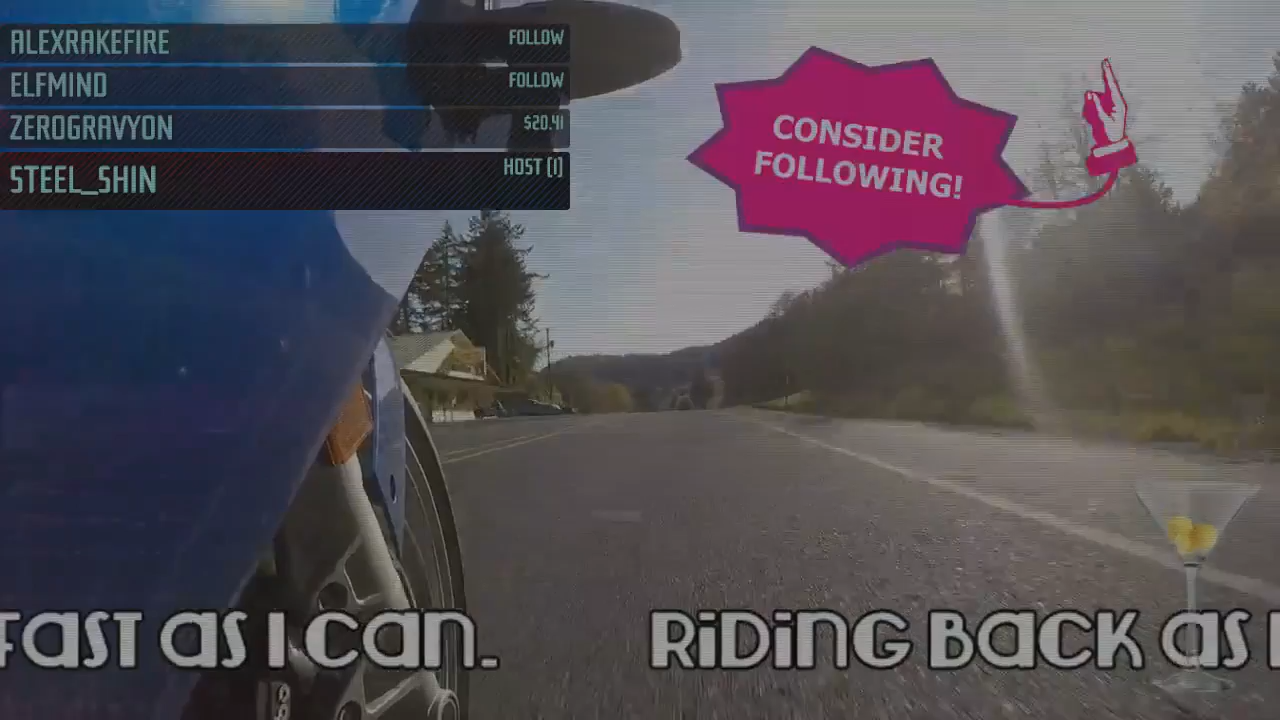 ALEXRAKEFIRE FOLLOW
ELFMIND FOLLOW
ZEROGRAVYON $20.41
STEEL_SHIN HOST (1)
CONSIDER
FOLLOWING!
FAST AS I CAN. RIDING BACK AS